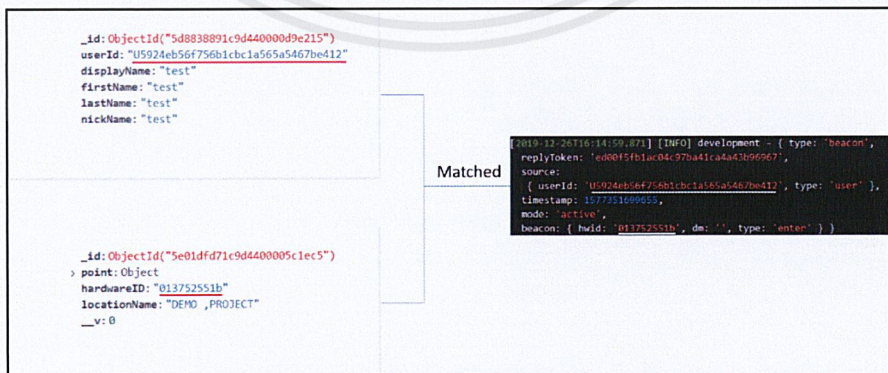 _id: ObjectId("5d8838891c9d440000d9e215")
userId: "U5924eb56f756b1cbc1a565a5467be412"
displayName: "test"
firstName: "test"
lastName: "test"
nickName: "test"
Matched
[2019-12-26T16:14:59.871] [INFO] development - { type: 'beacon',
replyToken: 'ed00f5fb1ac04c97ba41ca4a43b96967',
source:
{ userId: 'U5924eb56f756b1cbc1a565a5467be412', type: 'user' },
timestamp: 1577351699655,
mode: 'active',
beacon: { hwid: '013752551b', dm: '', type: 'enter' } }
_id: ObjectId("5e01dfd71c9d4400005c1ec5")
> point: Object
hardwareID: "013752551b"
locationName: "DEMO ,PROJECT"
__v: 0